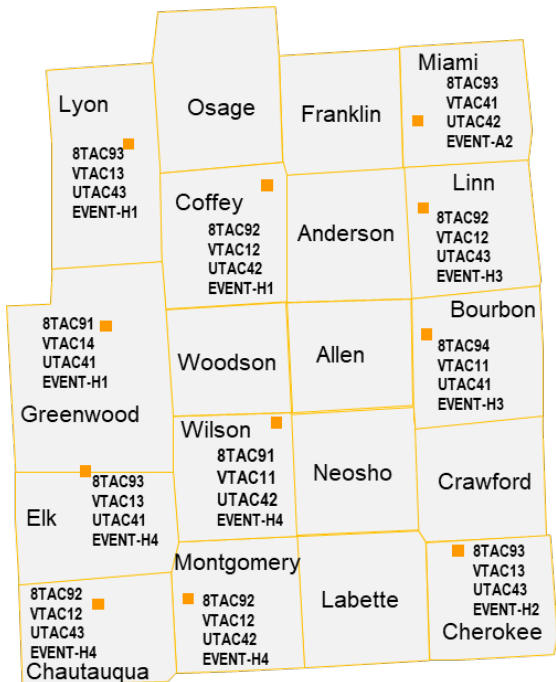 Lyon
8TAC93
VTAC13
UTAC43
EVENT-H1
Osage
Franklin
Miami
8TAC93
VTAC41
UTAC42
EVENT-A2
Coffey
8TAC92
VTAC12
UTAC42
EVENT-H1
Anderson
Linn
8TAC92
VTAC12
UTAC43
EVENT-H3
8TAC91
VTAC14
UTAC41
EVENT-H1
Greenwood
Woodson
Allen
Bourbon
8TAC94
VTAC11
UTAC41
EVENT-H3
Wilson
8TAC91
VTAC11
UTAC42
EVENT-H4
Neosho
Crawford
Elk
8TAC93
VTAC13
UTAC41
EVENT-H4
Montgomery
8TAC92
VTAC12
UTAC42
EVENT-H4
Labette
8TAC93
VTAC13
UTAC43
EVENT-H2
Cherokee
8TAC92
VTAC12
UTAC43
EVENT-H4
Chautauqua